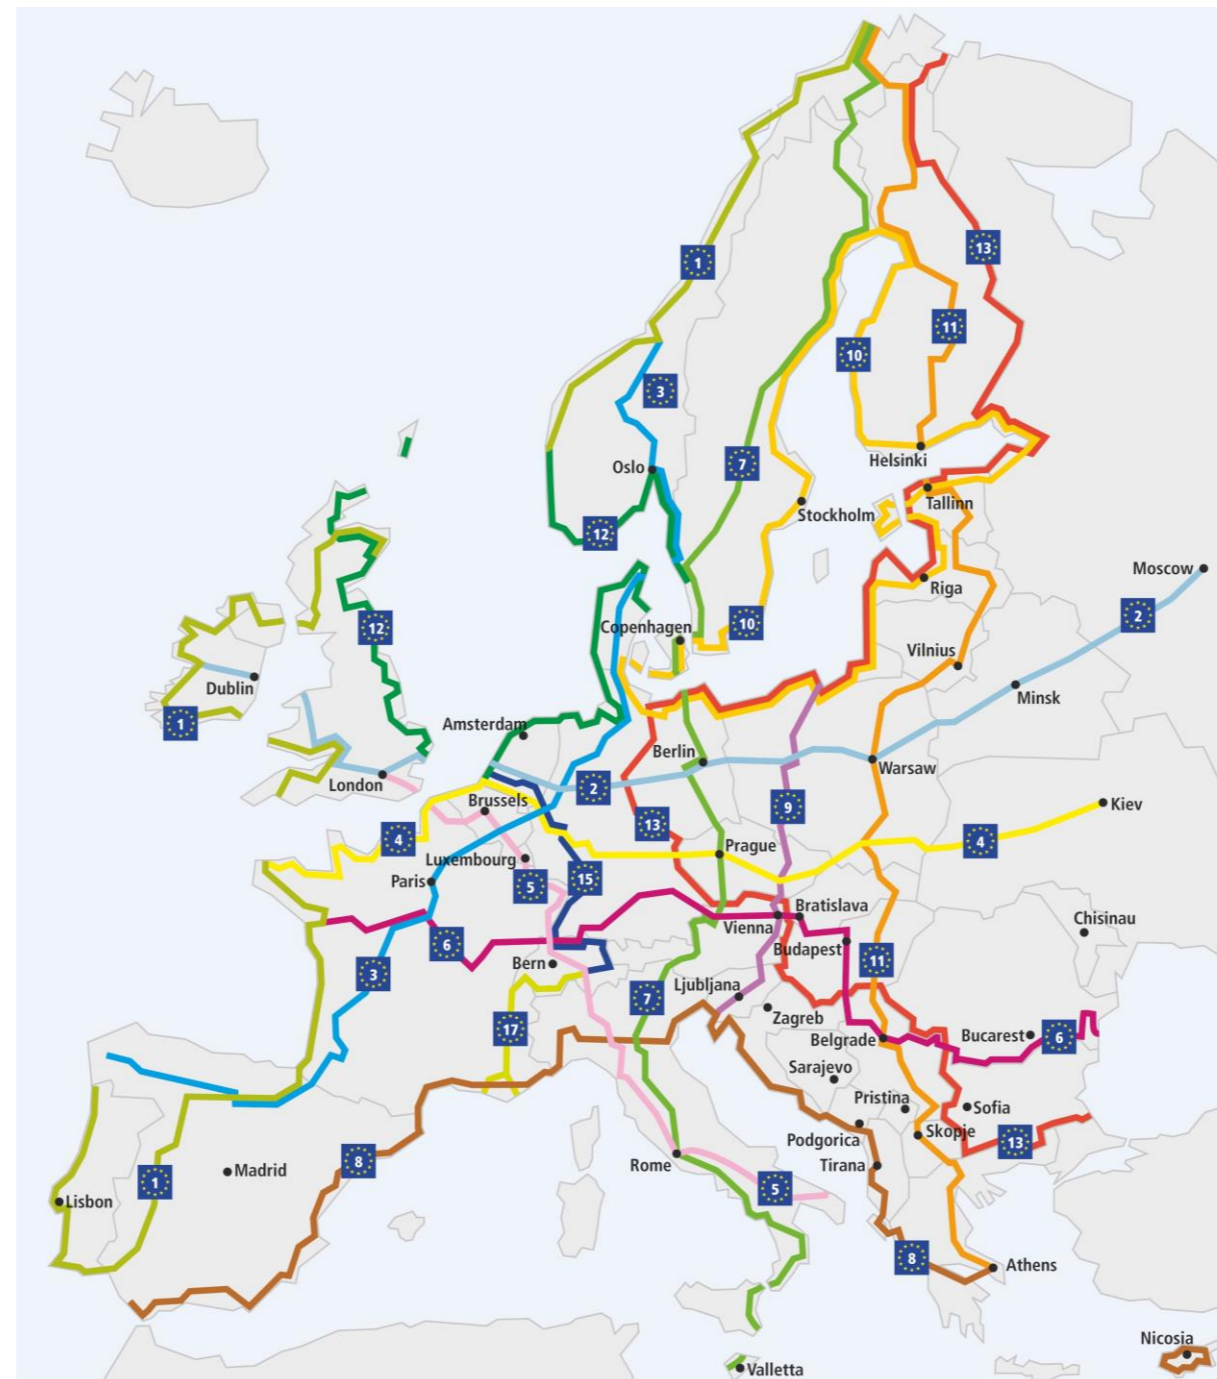 1
13
11
10
3
7
Oslo
Helsinki
Tallinn
Stockholm
12
Moscow
Riga
2
12
Copenhagen
10
Vilnius
Dublin
Minsk
1
Amsterdam
Berlin
Warsaw
London
2
Brussels
9
Kiev
13
4
4
Prague
Luxembourg
Paris
5
15
Bratislava
Chisinau
Vienna
6
Budapest
Bern
11
3
Ljubljana
7
Zagreb
17
Belgrade
Bucarest
6
Sarajevo
Pristina
Sofia
Podgorica
Skopje
13
8
Rome
Tirana
Madrid
1
5
Lisbon
8
Athens
Nicosia
Valletta